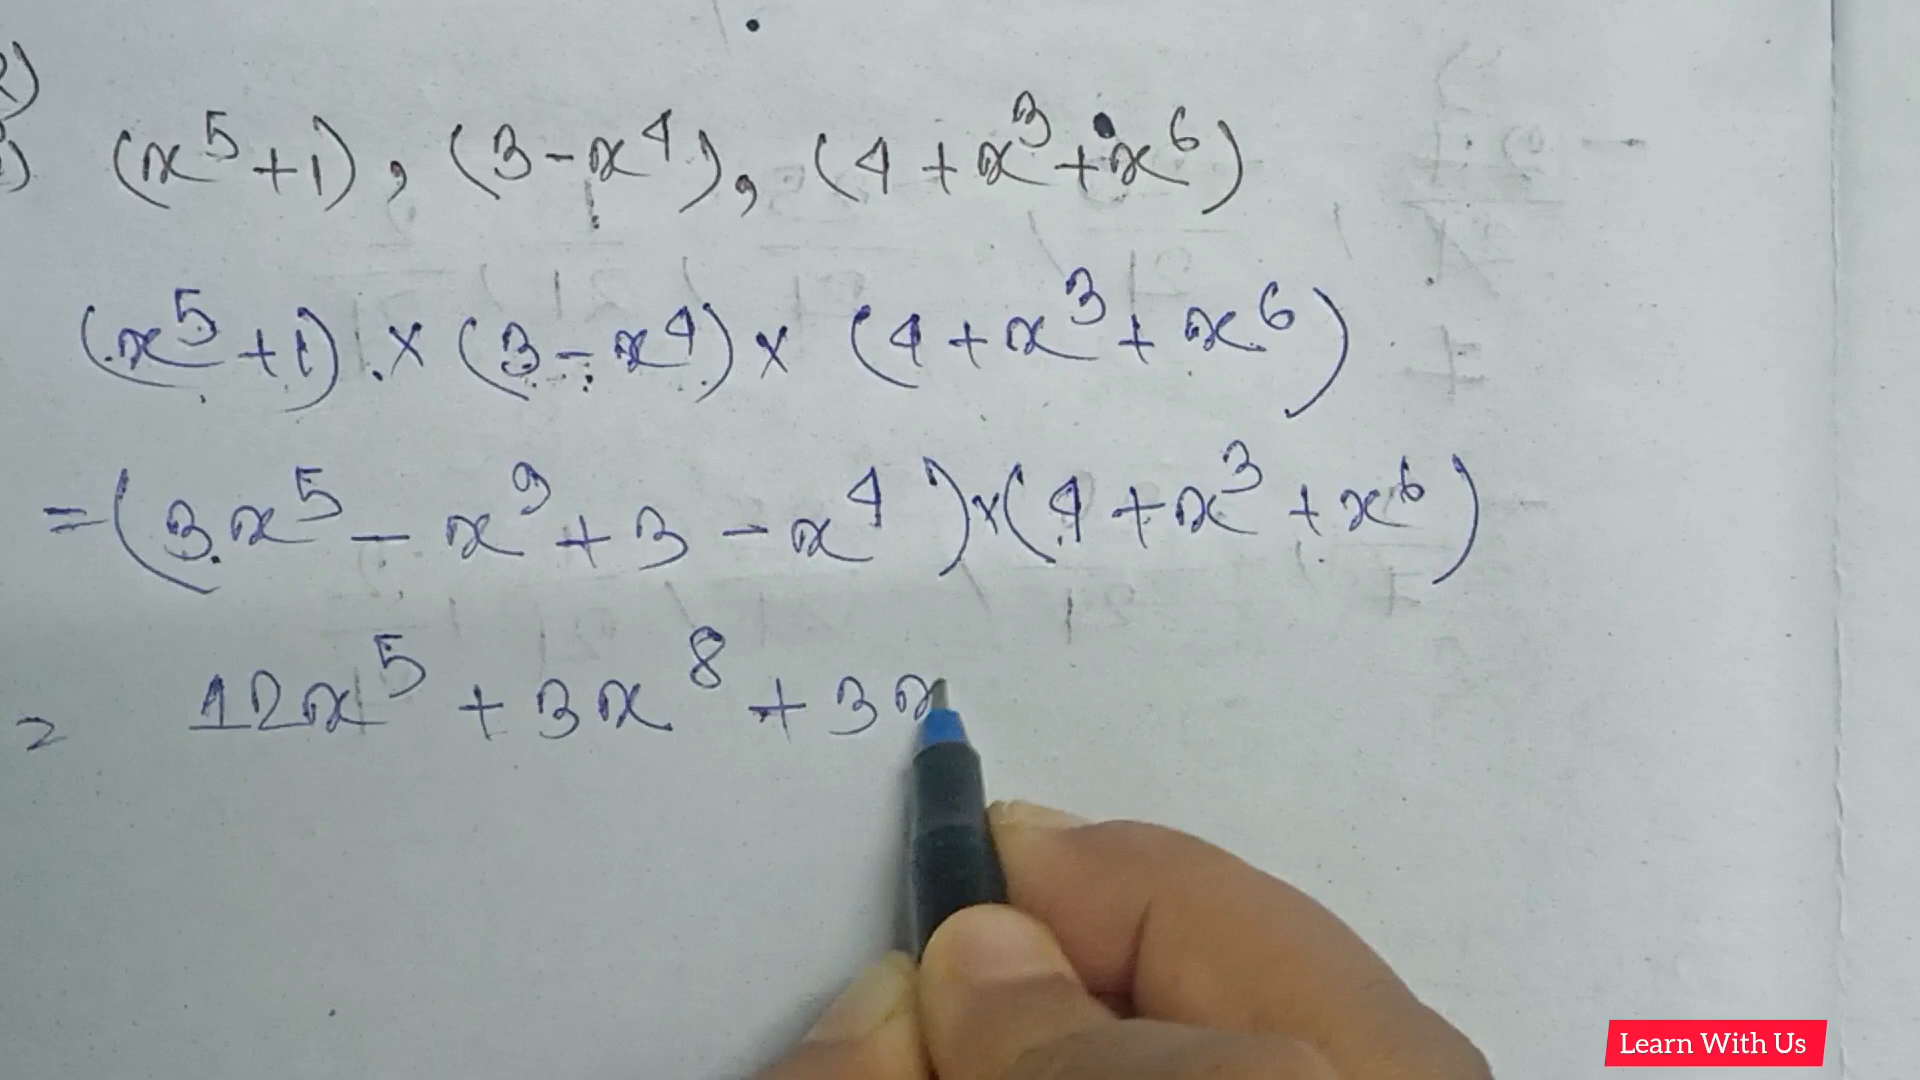 (x⁵+1), (3-x⁴), (4+x³+x⁶)
(x⁵+1) × (3-x⁴) × (4+x³+x⁶)
=(3x⁵-x⁹+3-x⁴)×(4+x³+x⁶)
= 12x⁵+3x⁸+3x
Learn With Us